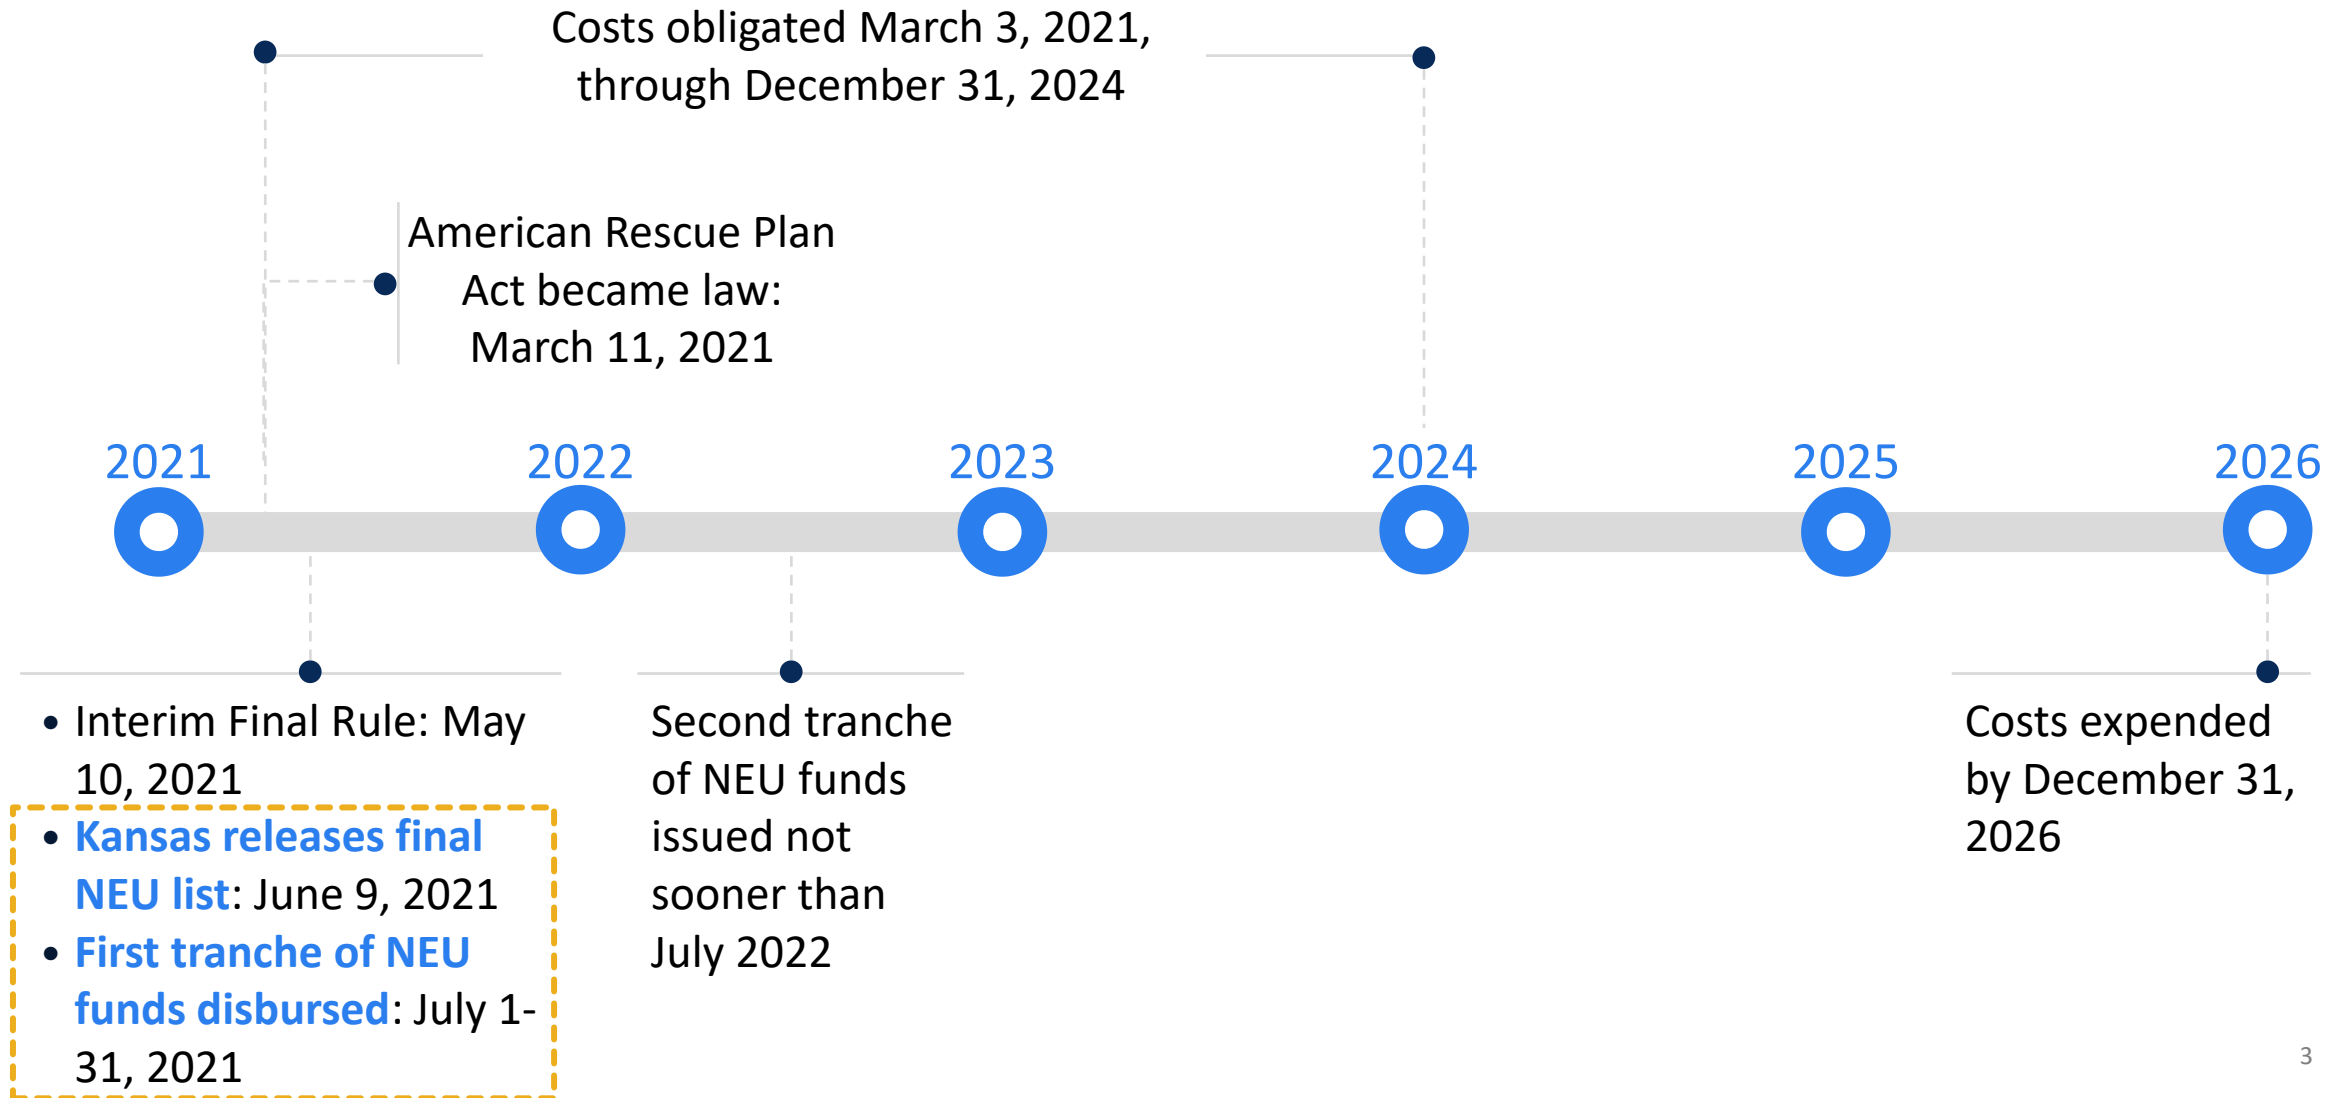 Costs obligated March 3, 2021,
through December 31, 2024
American Rescue Plan
Act became law:
March 11, 2021
2021
2022
2023
2024
2025
2026
• Interim Final Rule: May
10, 2021
• Kansas releases final
NEU list: June 9, 2021
• First tranche of NEU
funds disbursed: July 1-
31, 2021
Second tranche
of NEU funds
issued not
sooner than
July 2022
Costs expended
by December 31,
2026
3